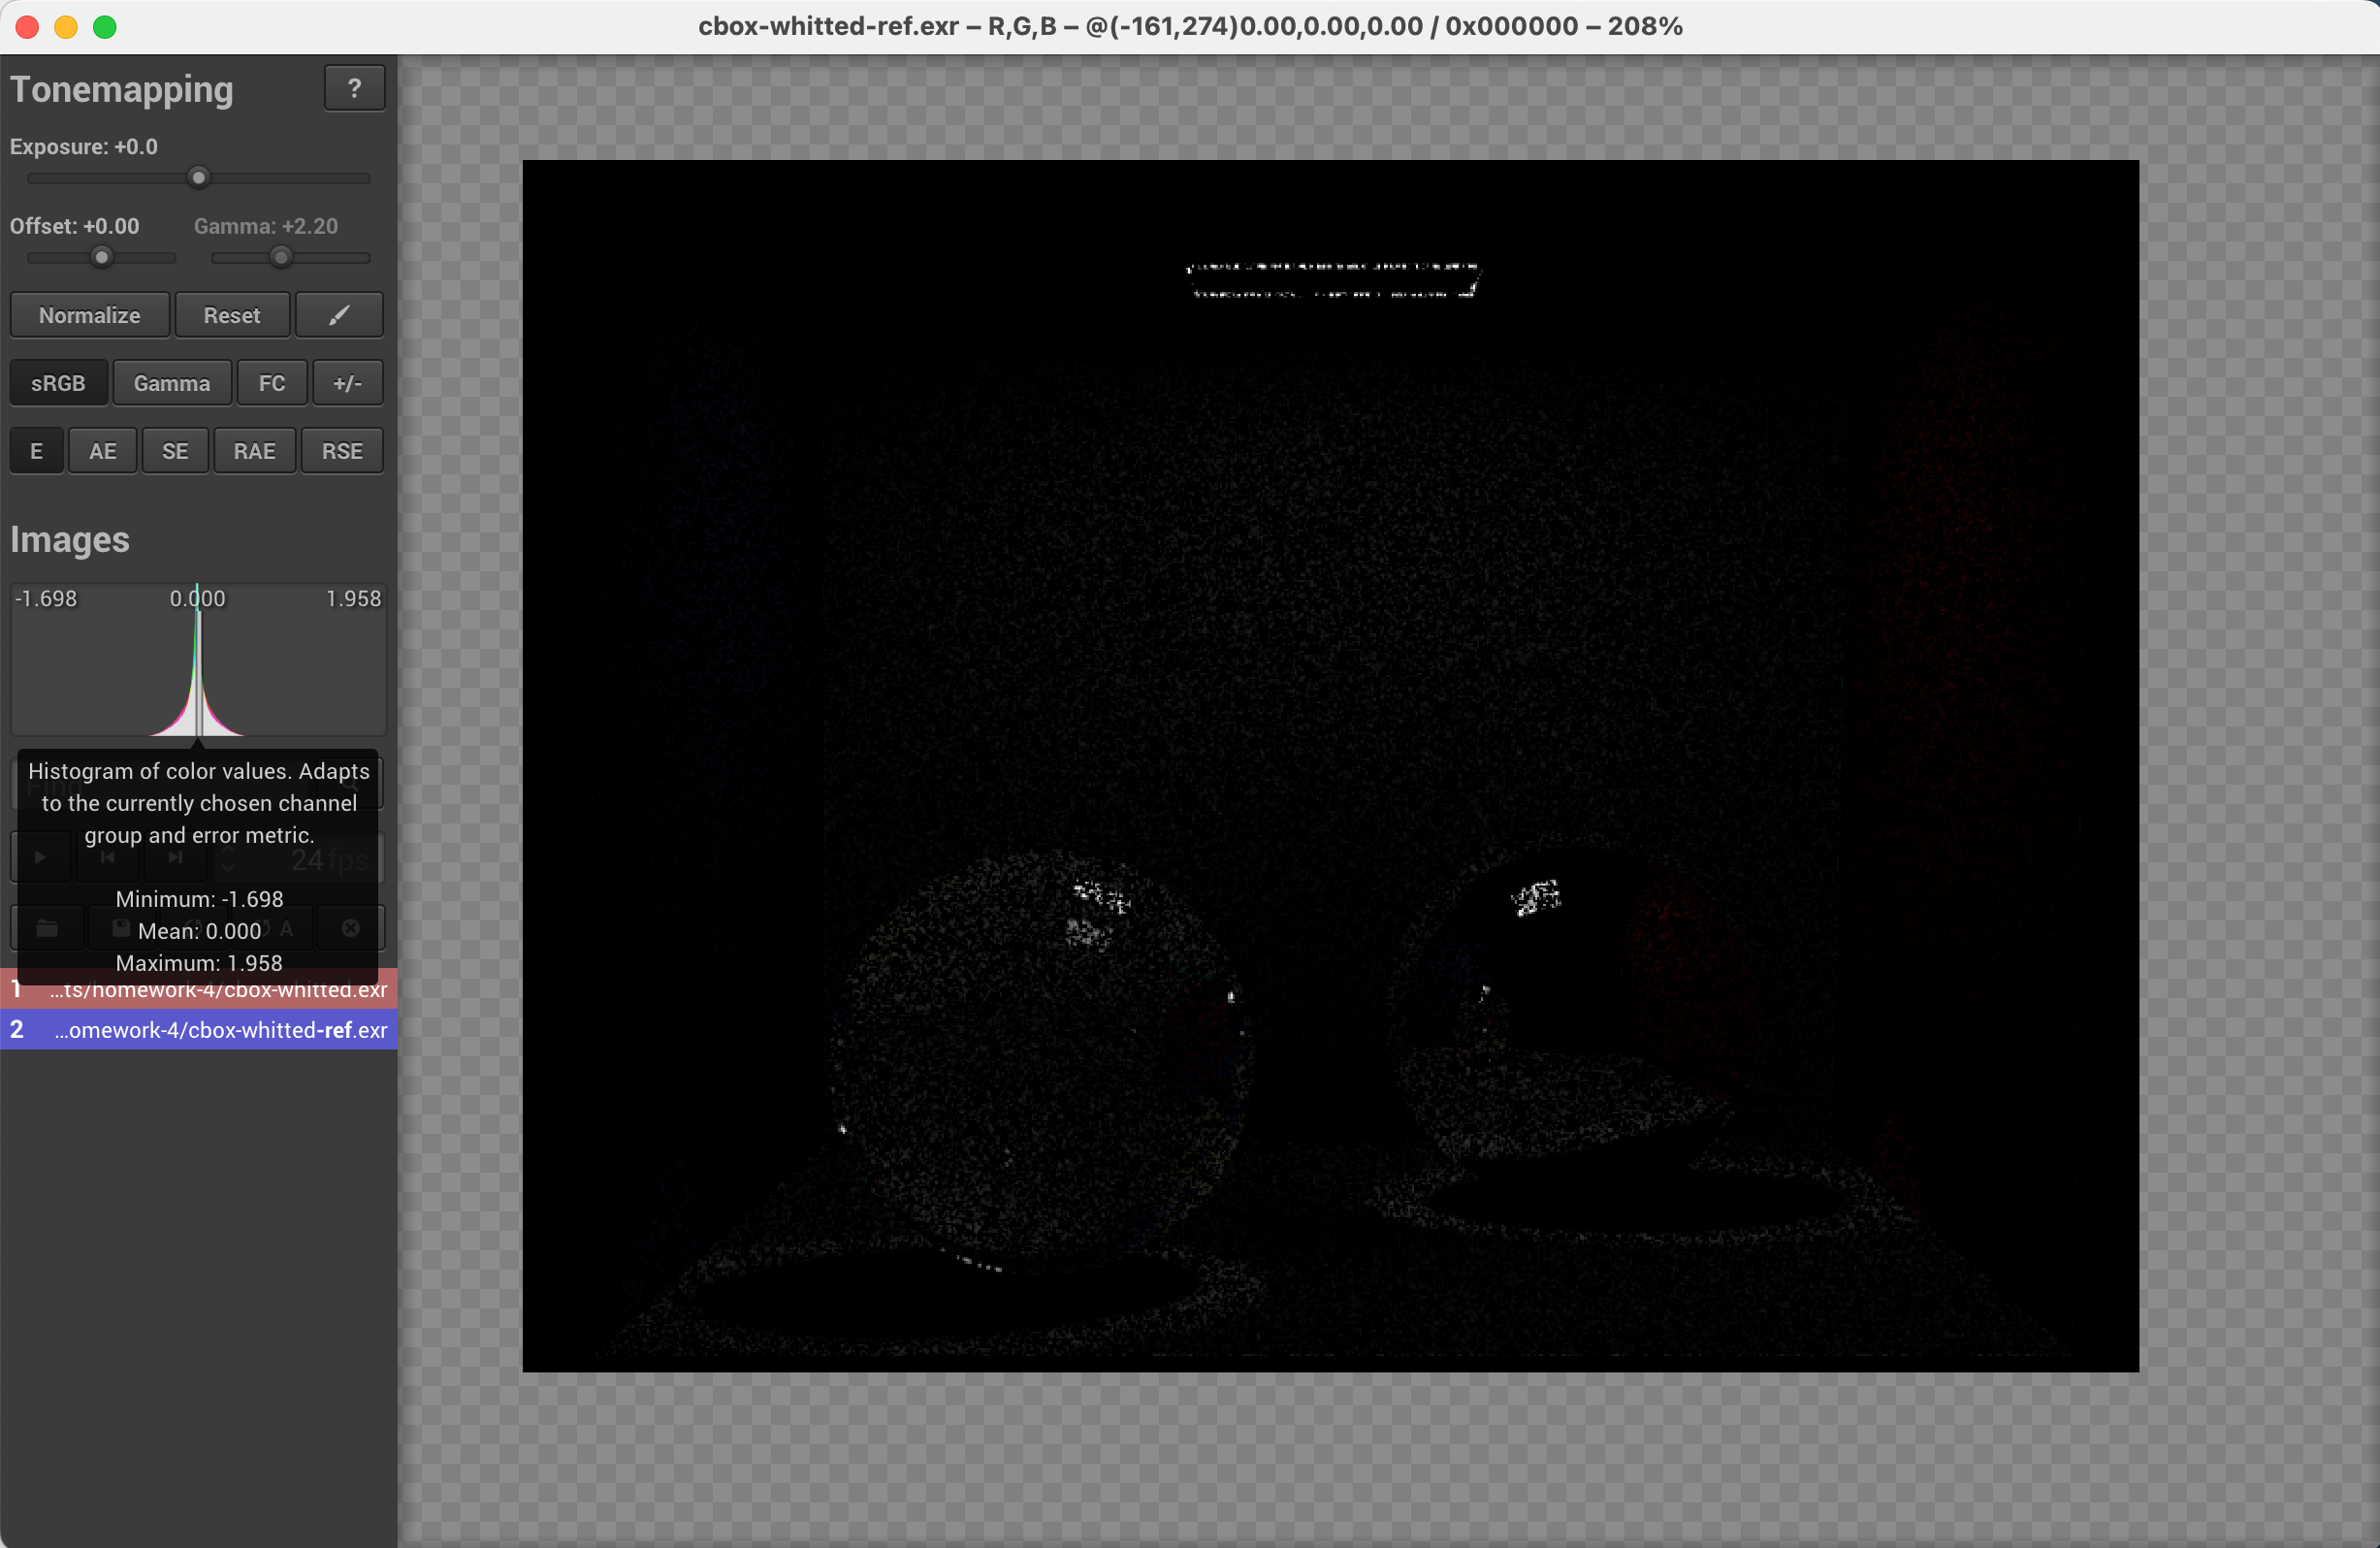 cbox-whitted-ref.exr – R,G,B – @(-161,274)0.00,0.00,0.00 / 0x000000 – 208%
Tonemapping
?
Exposure: +0.0
Offset: +0.00 Gamma: +2.20
Normalize Reset
sRGB Gamma FC +/-
E AE SE RAE RSE
Images
-1.698 0.000 1.958
Histogram of color values. Adapts
to the currently chosen channel
group and error metric.
24 fps
Minimum: -1.698
Mean: 0.000
A
Maximum: 1.958
1 ...ts/homework-4/cbox-whitted.exr
2 ...omework-4/cbox-whitted-ref.exr